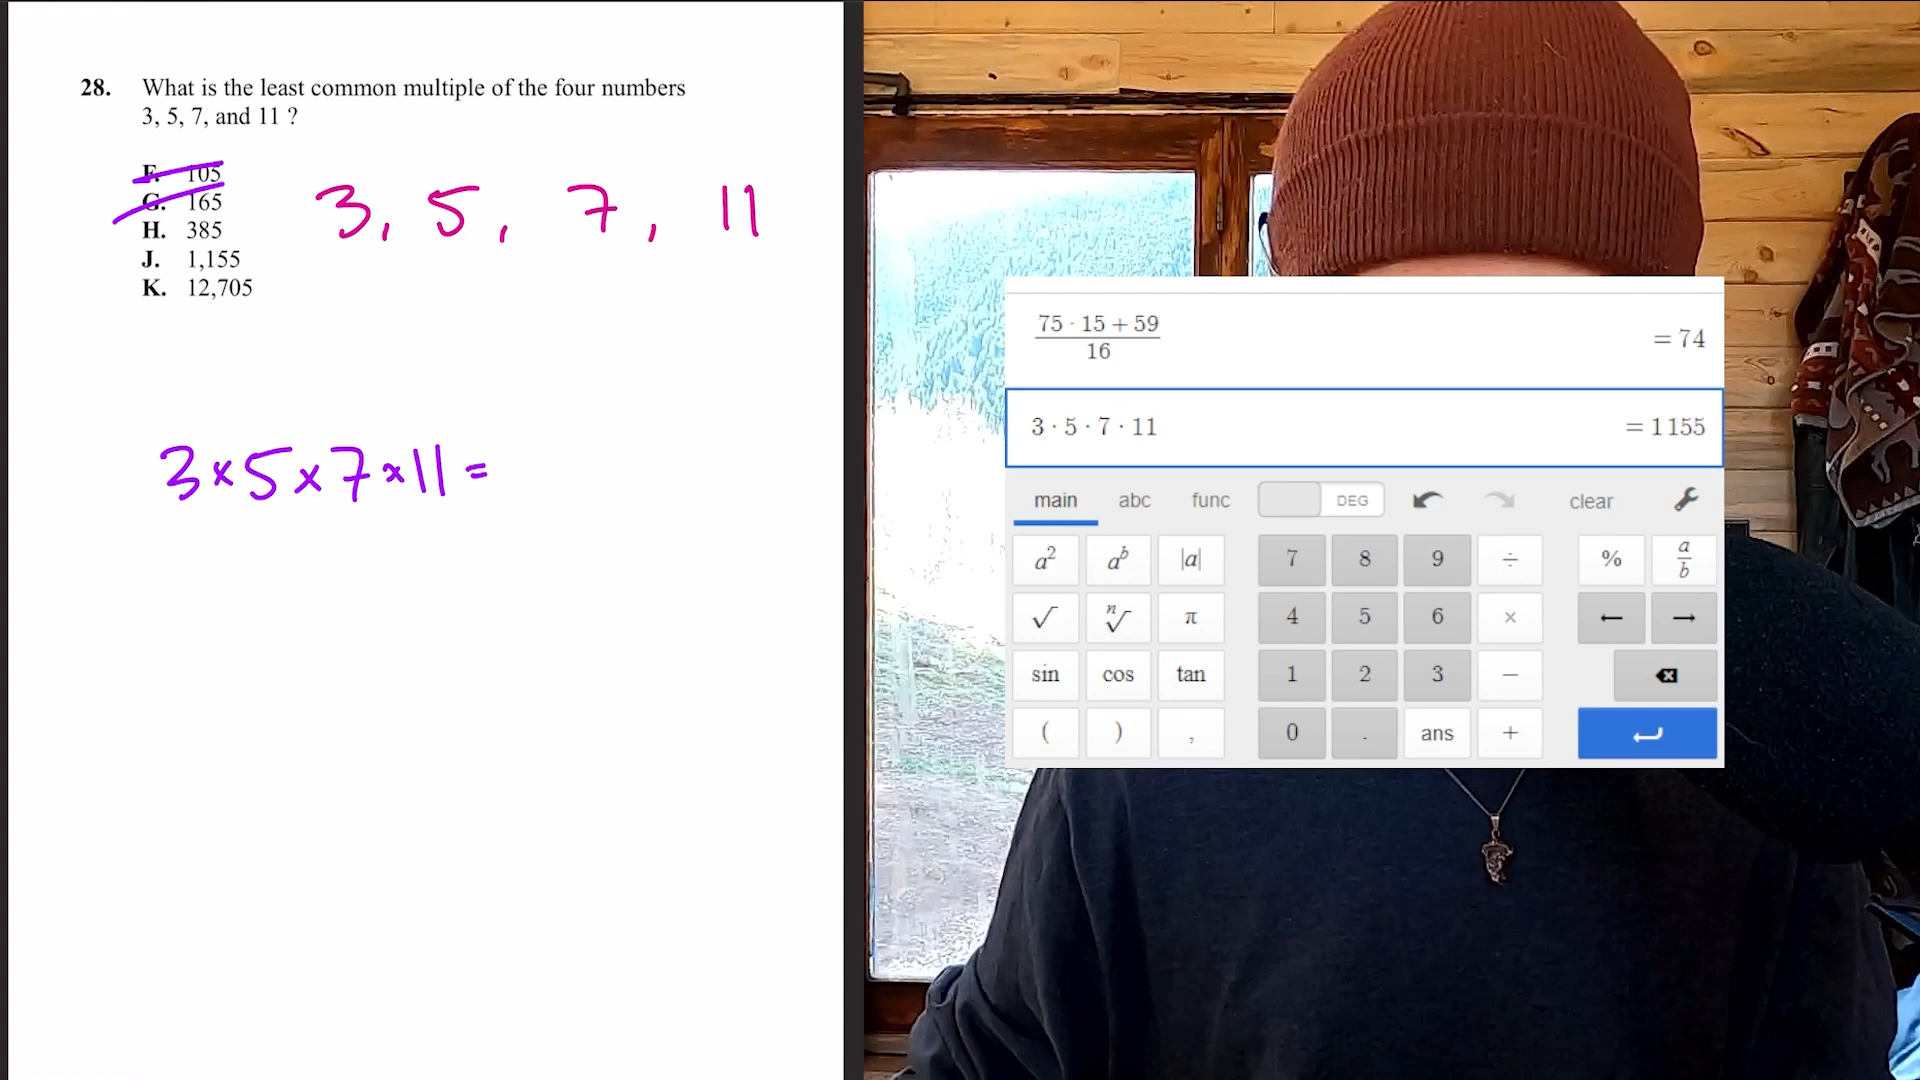 28. What is the least common multiple of the four numbers
3, 5, 7, and 11 ?
F. 105
G. 165
H. 385
J. 1,155
K. 12,705
3, 5, 7, 11
3×5×7×11=
75 · 15 + 59
16
= 74
3 · 5 · 7 · 11 = 1155
main abc func DEG clear
a² aᵇ |a| 7 8 9 ÷ % a/b
√ ⁿ√ π 4 5 6 × ← →
sin cos tan 1 2 3 −
( ) , 0 . ans +